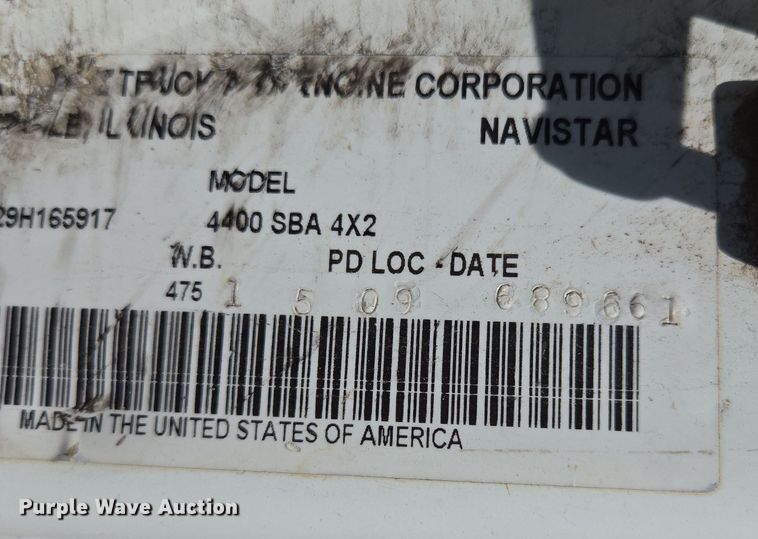 TRUCK ENGINE CORPORATION
ILLINOIS NAVISTAR
MODEL
29H165917 4400 SBA 4X2
W.B. PD LOC - DATE
475 1 5 09 689661
MADE IN THE UNITED STATES OF AMERICA
Purple Wave Auction